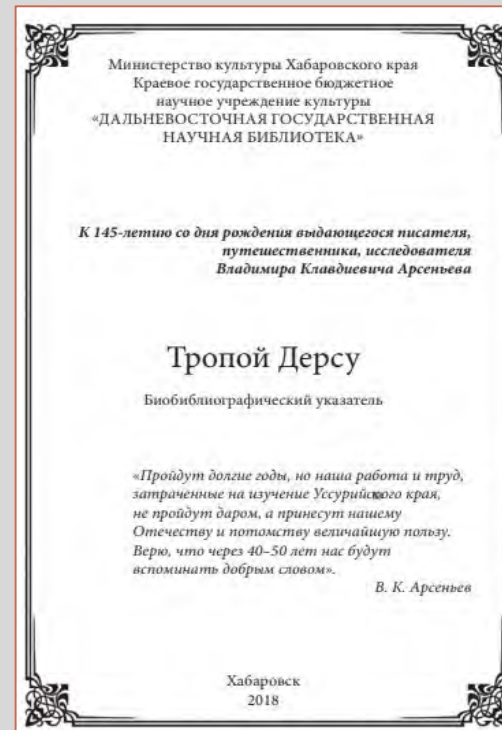 Министерство культуры Хабаровского края
Краевое государственное бюджетное
научное учреждение культуры
«ДАЛЬНЕВОСТОЧНАЯ ГОСУДАРСТВЕННАЯ
НАУЧНАЯ БИБЛИОТЕКА»
К 145-летию со дня рождения выдающегося писателя,
путешественника, исследователя
Владимира Клавдиевича Арсеньева
Тропой Дерсу
Биобиблиографический указатель
«Пройдут долгие годы, но наша работа и труд,
затраченные на изучение Уссурийского края,
не пройдут даром, а принесут нашему
Отечеству и потомству величайшую пользу.
Верю, что через 40–50 лет нас будут
вспоминать добрым словом».
В. К. Арсеньев
Хабаровск
2018